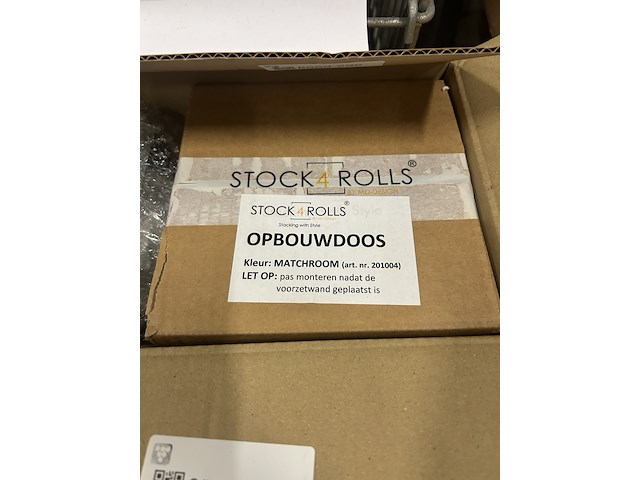 STOCK4ROLLS®
STOCK4ROLLS®
Stacking with Style
OPBOUWDOOS
Kleur: MATCHROOM (art. nr. 201004)
LET OP: pas monteren nadat de
voorzetwand geplaatst is